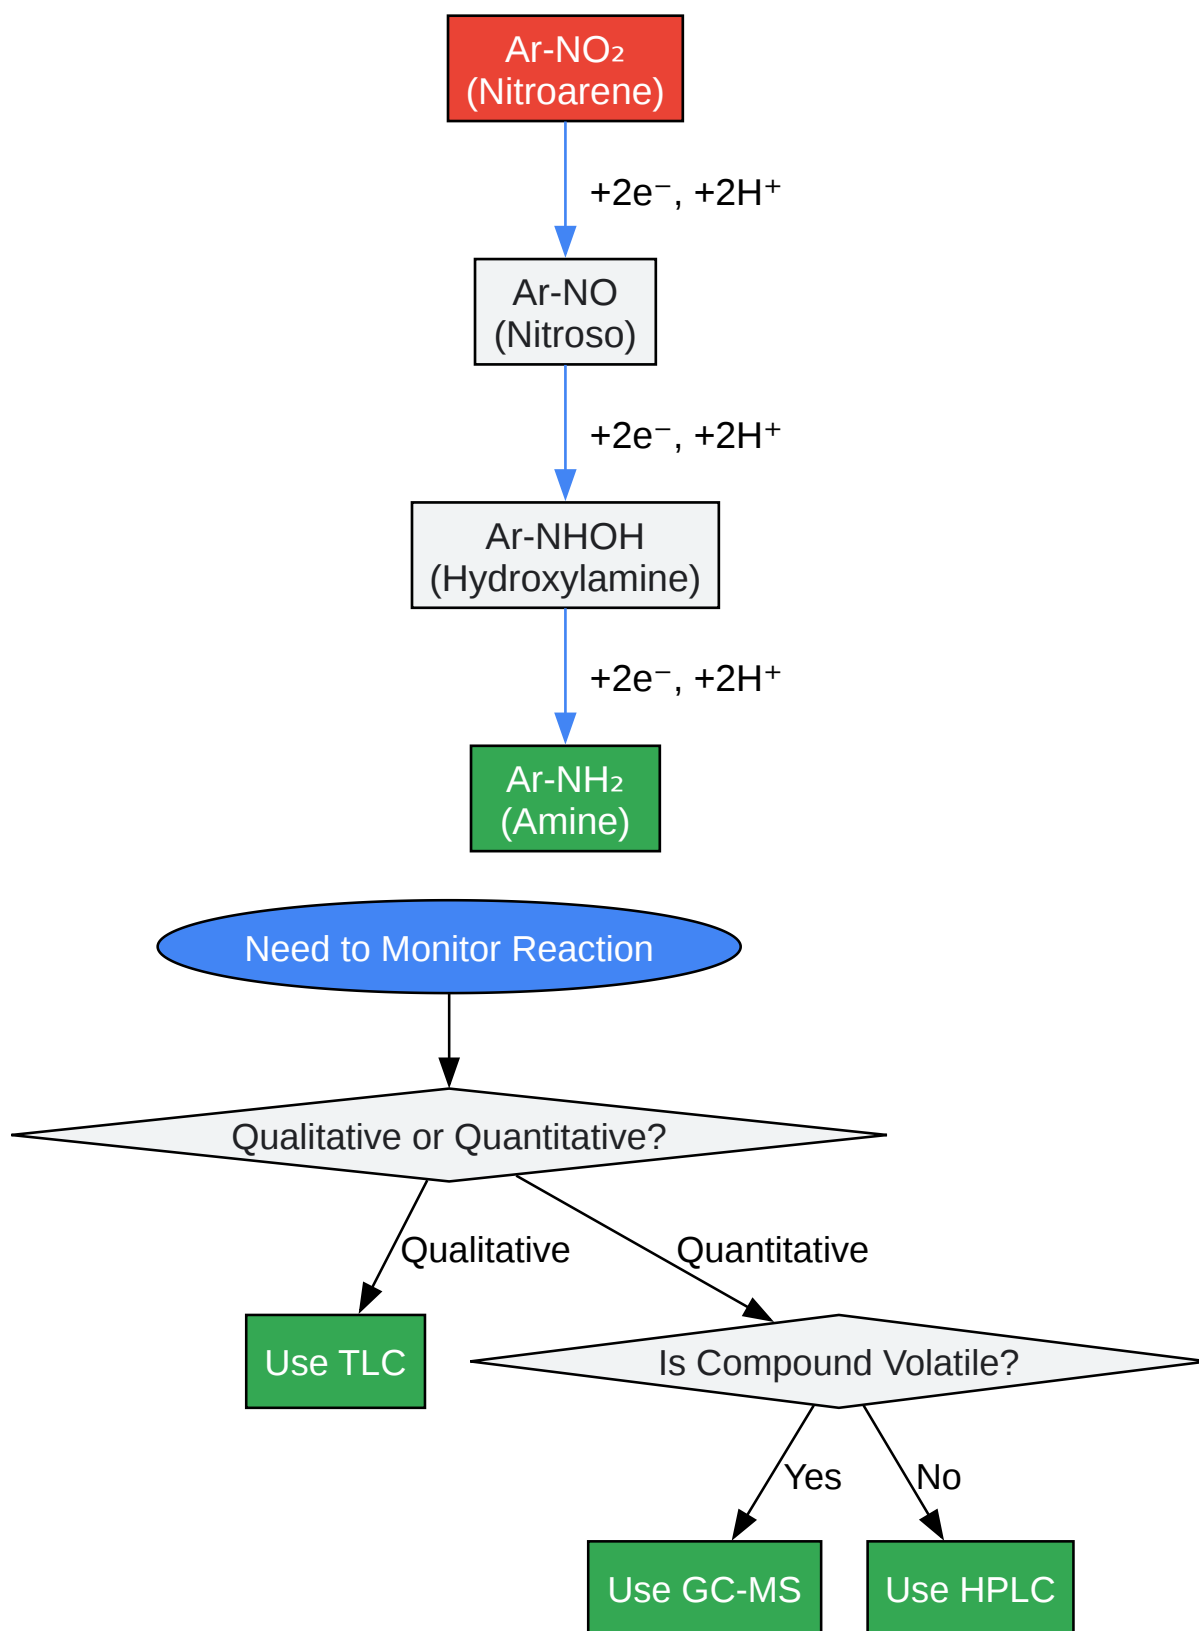 Ar-NO₂
(Nitroarene)
+2e⁻, +2H⁺
Ar-NO
(Nitroso)
+2e⁻, +2H⁺
Ar-NHOH
(Hydroxylamine)
+2e⁻, +2H⁺
Ar-NH₂
(Amine)
Need to Monitor Reaction
Qualitative or Quantitative?
Qualitative
Quantitative
Use TLC
Is Compound Volatile?
Yes
No
Use GC-MS
Use HPLC